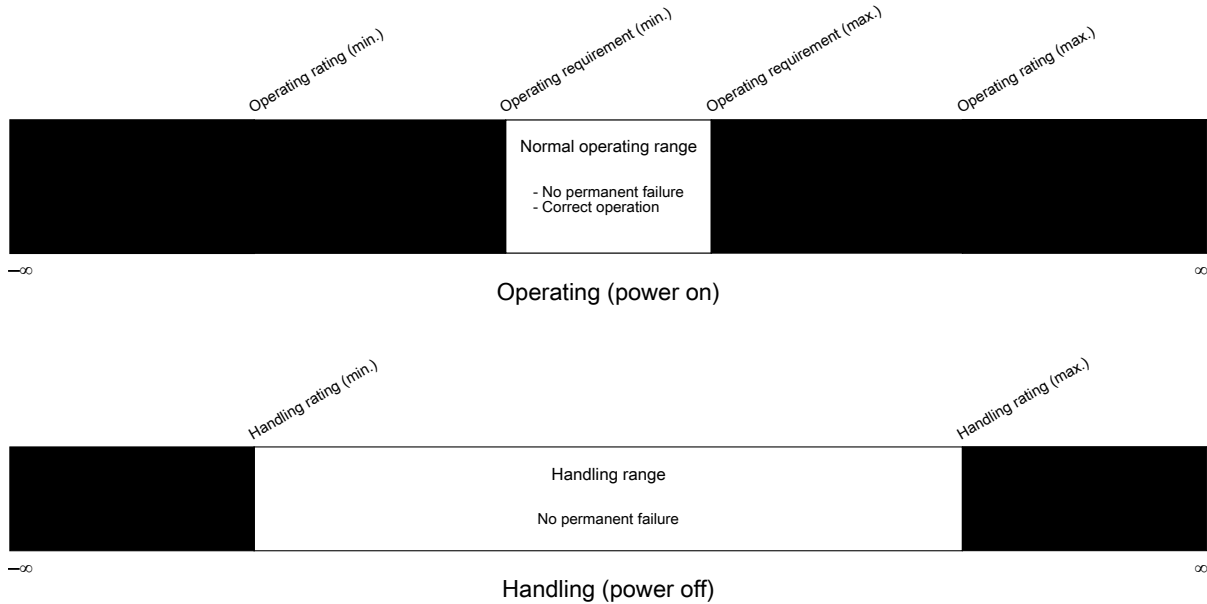 Operating rating (min.)
Operating requirement (min.)
Operating requirement (max.)
Operating rating (max.)
Normal operating range
- No permanent failure
- Correct operation
–∞
∞
Operating (power on)
Handling rating (min.)
Handling rating (max.)
Handling range
No permanent failure
–∞
∞
Handling (power off)